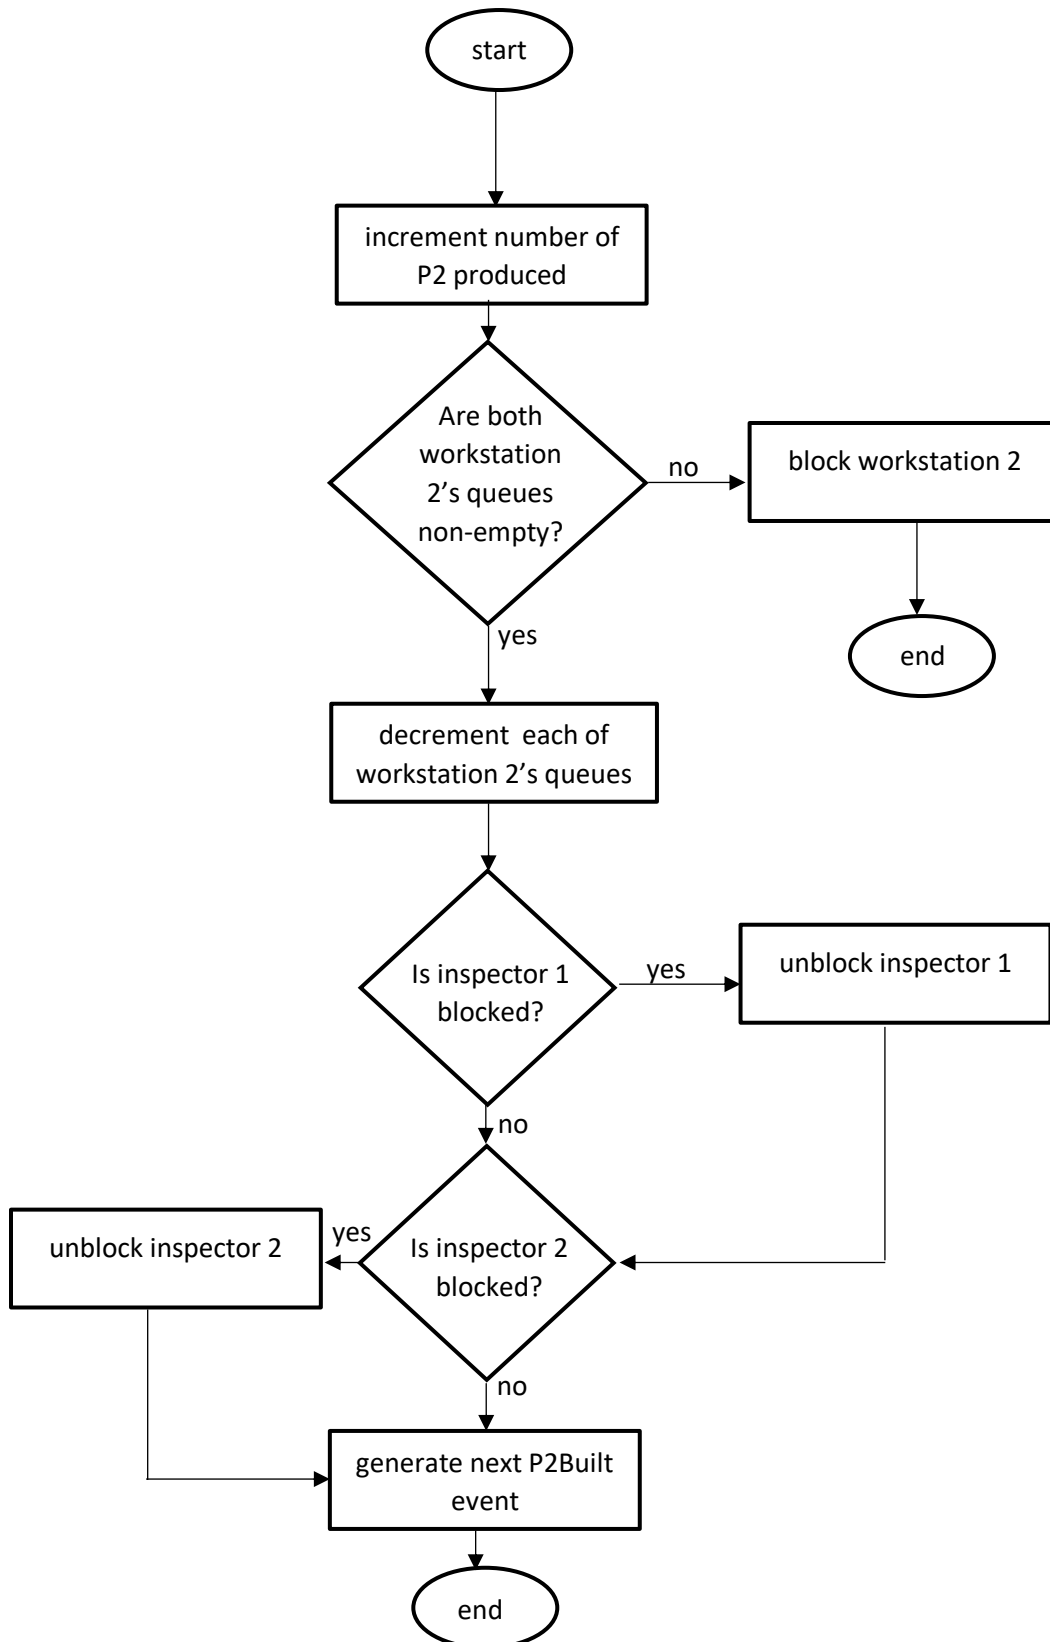 start
increment number of
P2 produced
Are both
workstation
2’s queues
non-empty?
no
block workstation 2
end
yes
decrement  each of
workstation 2’s queues
Is inspector 1
blocked?
yes
unblock inspector 1
no
Is inspector 2
blocked?
yes
unblock inspector 2
no
generate next P2Built
event
end